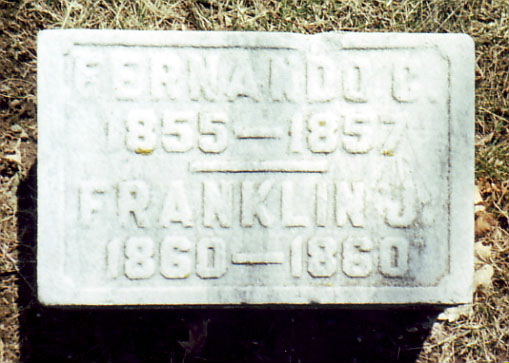 FERNANDO C.
1855–1857
FRANKLIN J.
1860–1860